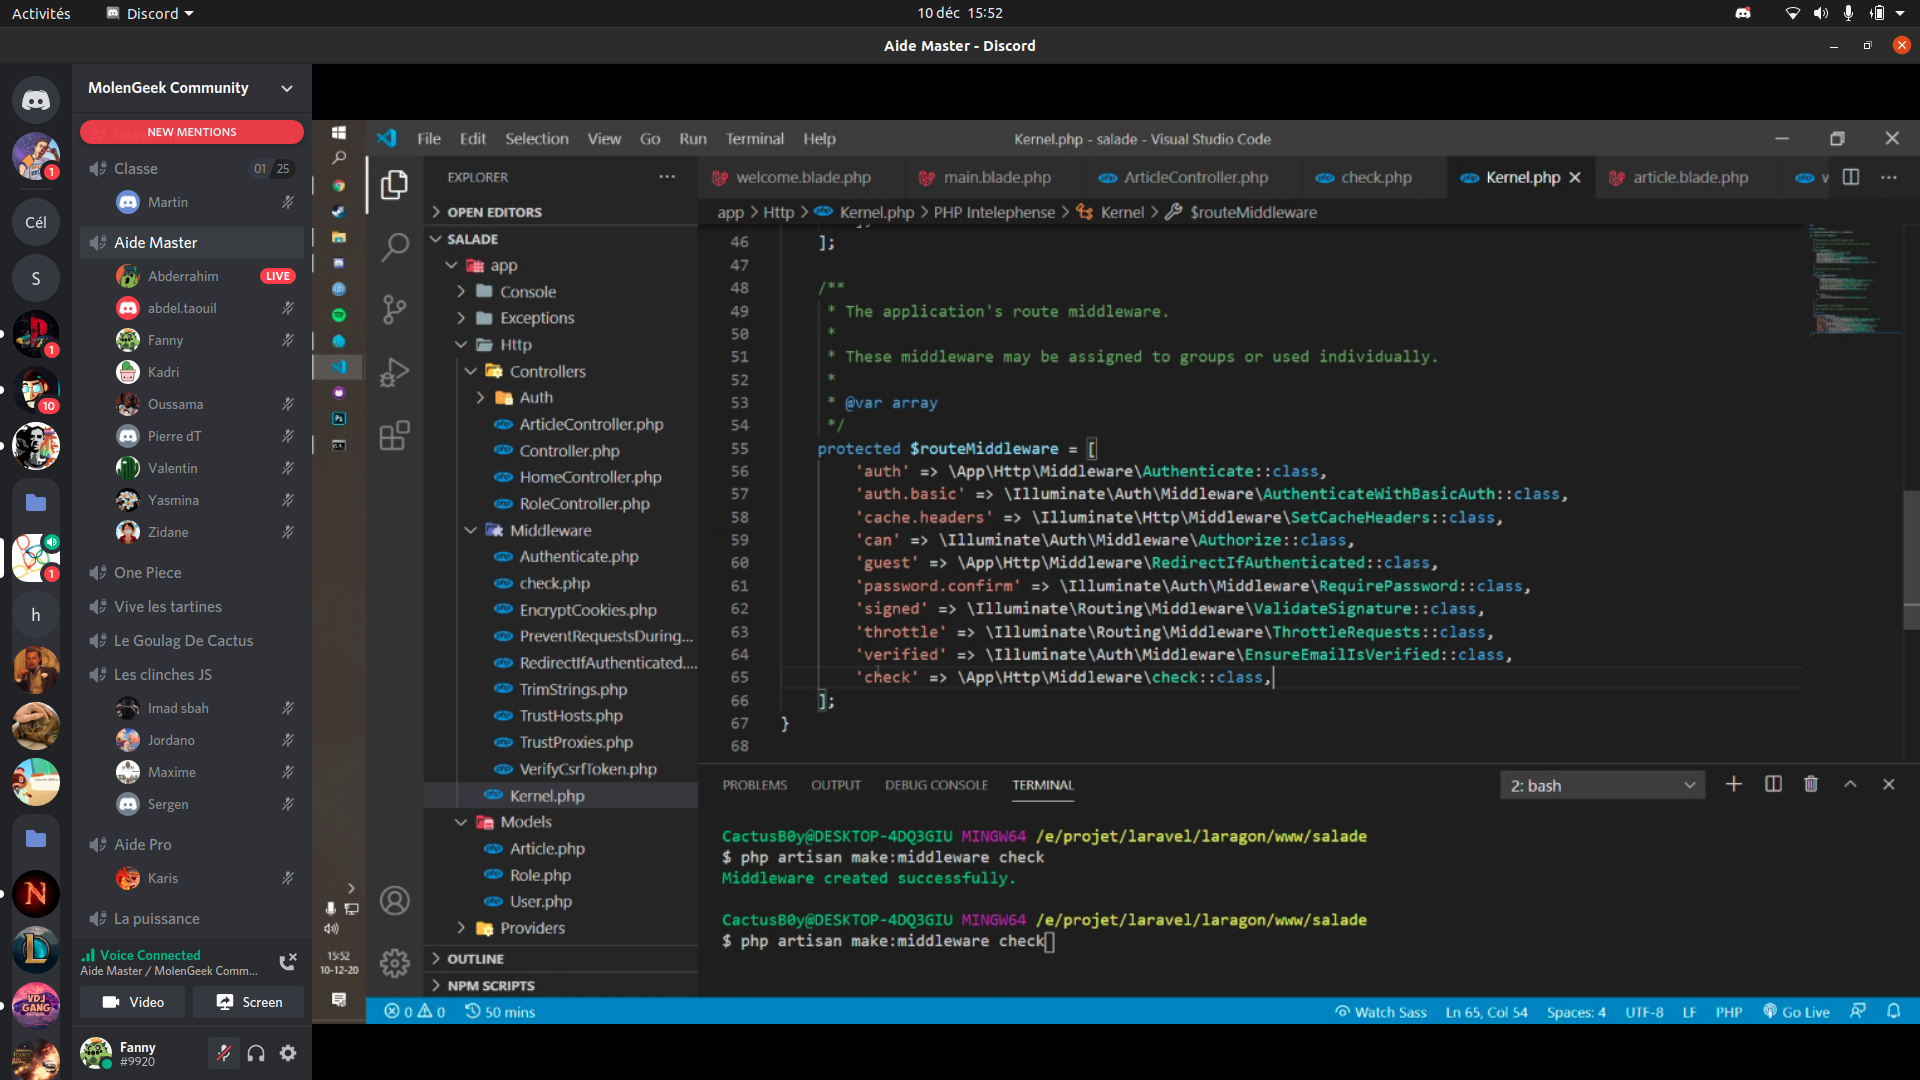 Activités
Discord
10 déc 15:52
Aide Master - Discord
MolenGeek Community
NEW MENTIONS
Classe
01 25
Martin
Aide Master
Abderrahim
LIVE
abdel.taouil
Fanny
Kadri
Oussama
Pierre dT
Valentin
Yasmina
Zidane
One Piece
Vive les tartines
Le Goulag De Cactus
Les clinches JS
Imad sbah
Jordano
Maxime
Sergen
Aide Pro
Karis
La puissance
Voice Connected
Aide Master / MolenGeek Comm...
Video
Screen
Fanny
#9920
1
Cél
S
1
10
1
h
N
VDJ GANG
15:52
10-12-20
File Edit Selection View Go Run Terminal Help
Kernel.php - salade - Visual Studio Code
EXPLORER
OPEN EDITORS
SALADE
app
Console
Exceptions
Http
Controllers
Auth
ArticleController.php
Controller.php
HomeController.php
RoleController.php
Middleware
Authenticate.php
check.php
EncryptCookies.php
PreventRequestsDuring...
RedirectIfAuthenticated....
TrimStrings.php
TrustHosts.php
TrustProxies.php
VerifyCsrfToken.php
Kernel.php
Models
Article.php
Role.php
User.php
Providers
OUTLINE
NPM SCRIPTS
welcome.blade.php
main.blade.php
ArticleController.php
check.php
Kernel.php
article.blade.php
app > Http > Kernel.php > PHP Intelephense > Kernel > $routeMiddleware
46 ];
47
48 /**
49 * The application's route middleware.
50 *
51 * These middleware may be assigned to groups or used individually.
52 *
53 * @var array
54 */
55 protected $routeMiddleware = [
56 'auth' => \App\Http\Middleware\Authenticate::class,
57 'auth.basic' => \Illuminate\Auth\Middleware\AuthenticateWithBasicAuth::class,
58 'cache.headers' => \Illuminate\Http\Middleware\SetCacheHeaders::class,
59 'can' => \Illuminate\Auth\Middleware\Authorize::class,
60 'guest' => \App\Http\Middleware\RedirectIfAuthenticated::class,
61 'password.confirm' => \Illuminate\Auth\Middleware\RequirePassword::class,
62 'signed' => \Illuminate\Routing\Middleware\ValidateSignature::class,
63 'throttle' => \Illuminate\Routing\Middleware\ThrottleRequests::class,
64 'verified' => \Illuminate\Auth\Middleware\EnsureEmailIsVerified::class,
65 'check' => \App\Http\Middleware\check::class,
66 ];
67 }
68
PROBLEMS OUTPUT DEBUG CONSOLE TERMINAL
2: bash
CactusB0y@DESKTOP-4DQ3GIU MINGW64 /e/projet/laravel/laragon/www/salade
$ php artisan make:middleware check
Middleware created successfully.
CactusB0y@DESKTOP-4DQ3GIU MINGW64 /e/projet/laravel/laragon/www/salade
$ php artisan make:middleware check
0 0 50 mins
Watch Sass Ln 65, Col 54 Spaces: 4 UTF-8 LF PHP Go Live